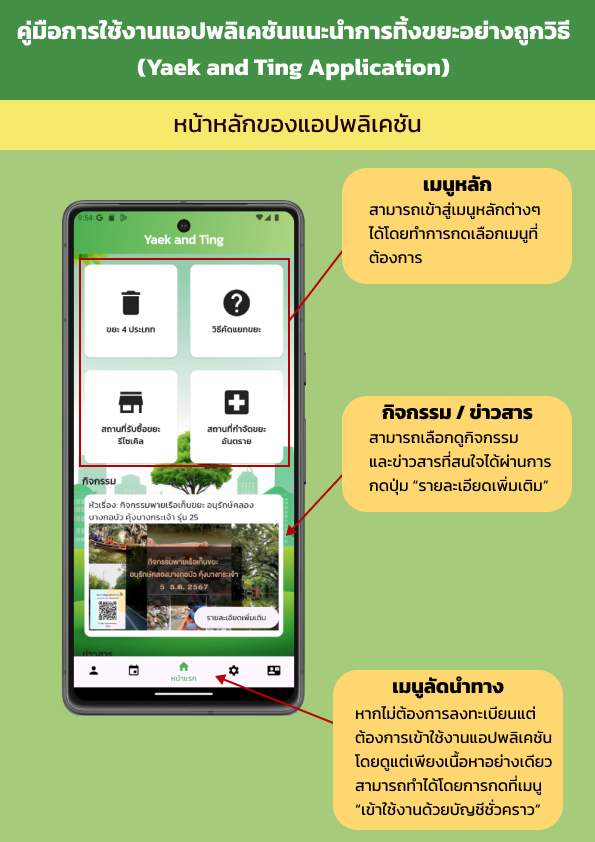 คู่มือการใช้งานแอปพลิเคชันแนะนำการทิ้งขยะอย่างถูกวิธี
(Yaek and Ting Application)
หน้าหลักของแอปพลิเคชัน
เมนูหลัก
สามารถเข้าสู่เมนูหลักต่างๆ
ได้โดยทำการกดเลือกเมนูที่
ต้องการ
9:54 G
Yaek and Ting
ขยะ 4 ประเภท
วิธีคัดแยกขยะ
สถานที่รับซื้อขยะ
รีไซเคิล
สถานที่กำจัดขยะ
อันตราย
กิจกรรม / ข่าวสาร
สามารถเลือกดูกิจกรรม
และข่าวสารที่สนใจได้ผ่านการ
กดปุ่ม “รายละเอียดเพิ่มเติม”
กิจกรรม
หัวเรื่อง: กิจกรรมพายเรือเก็บขยะ อนุรักษ์คลอง
บางกอบัว คุ้งบางกระเจ้า รุ่น 25
กิจกรรมพายเรือเก็บขยะ
อนุรักษ์คลองบางกอบัว คุ้งบางกระเจ้า
5 ธ.ค. 2567
รายละเอียดเพิ่มเติม
ข่าวสาร
หน้าแรก
เมนูลัดนำทาง
หากไม่ต้องการลงทะเบียนแต่
ต้องการเข้าใช้งานแอปพลิเคชัน
โดยดูแต่เพียงเนื้อหาอย่างเดียว
สามารถทำได้โดยการกดที่เมนู
“เข้าใช้งานด้วยบัญชีชั่วคราว”